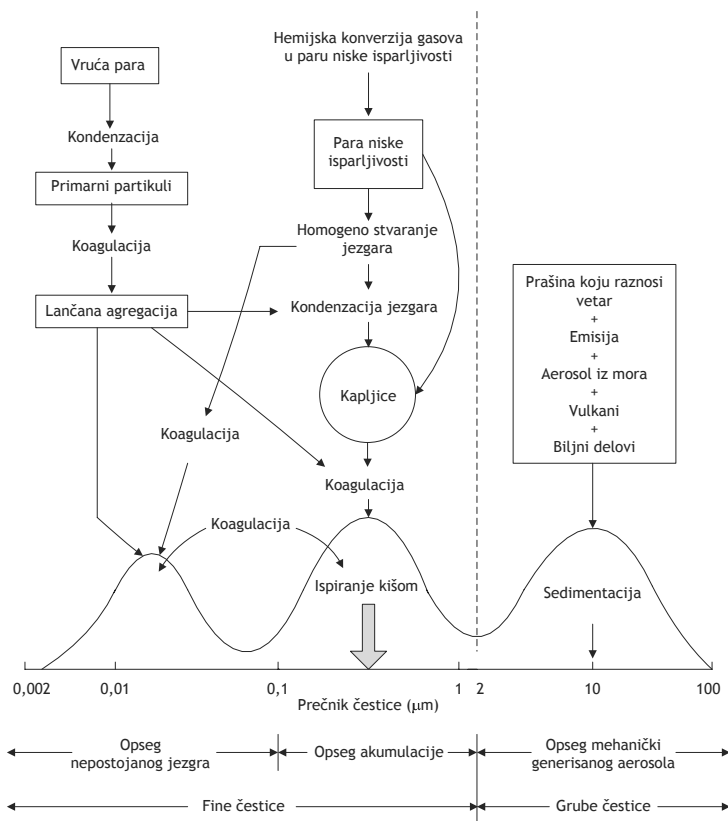 Hemijska konverzija gasova
u paru niske isparljivosti
Vruća para
Kondenzacija
Primarni partikuli
Koagulacija
Lančana agregacija
Para niske
isparljivosti
Homogeno stvaranje
jezgara
Kondenzacija jezgara
Kapljice
Koagulacija
Koagulacija
Koagulacija
Ispiranje kišom
Prašina koju raznosi
vetar
+
Emisija
+
Aerosol iz mora
+
Vulkani
+
Biljni delovi
Sedimentacija
0,002 0,01 0,1 1 2 10 100
Prečnik čestice (μm)
Opseg
nepostojanog jezgra
Opseg akumulacije
Opseg mehanički
generisanog aerosola
Fine čestice
Grube čestice